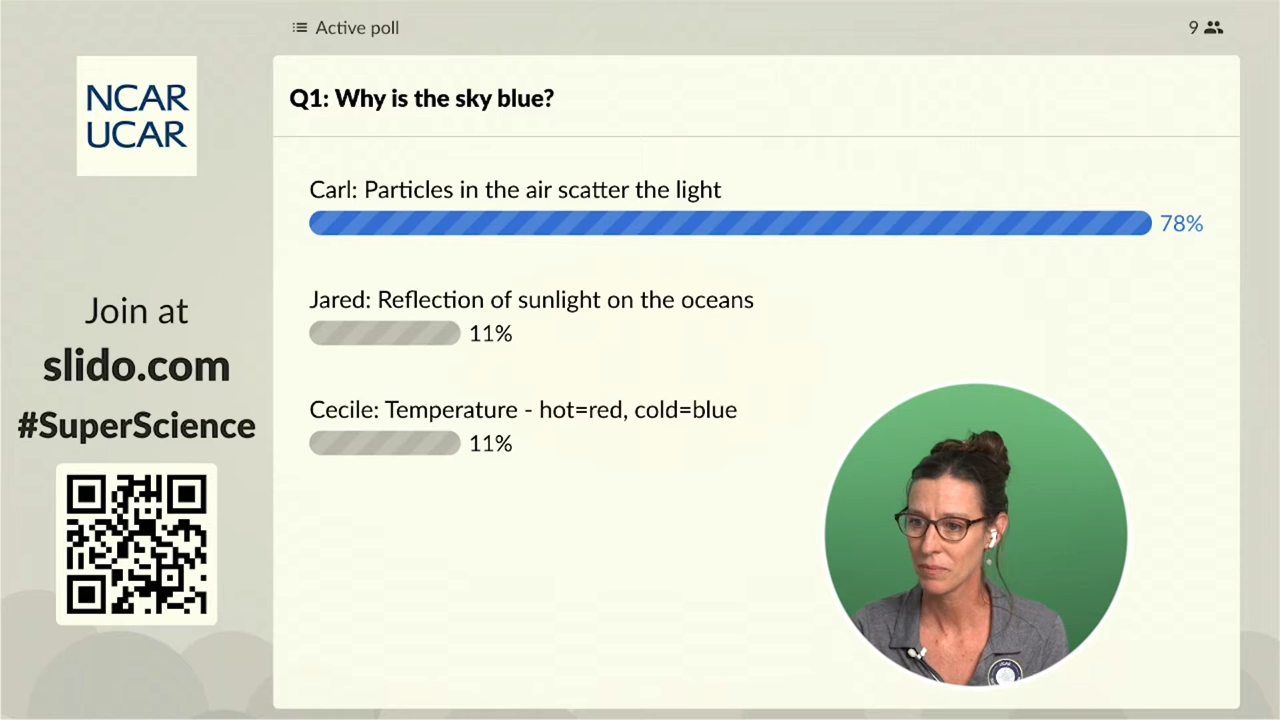 Active poll
9
NCAR
UCAR
Q1: Why is the sky blue?
Carl: Particles in the air scatter the light
78%
Jared: Reflection of sunlight on the oceans
11%
Cecile: Temperature - hot=red, cold=blue
11%
Join at
slido.com
#SuperScience